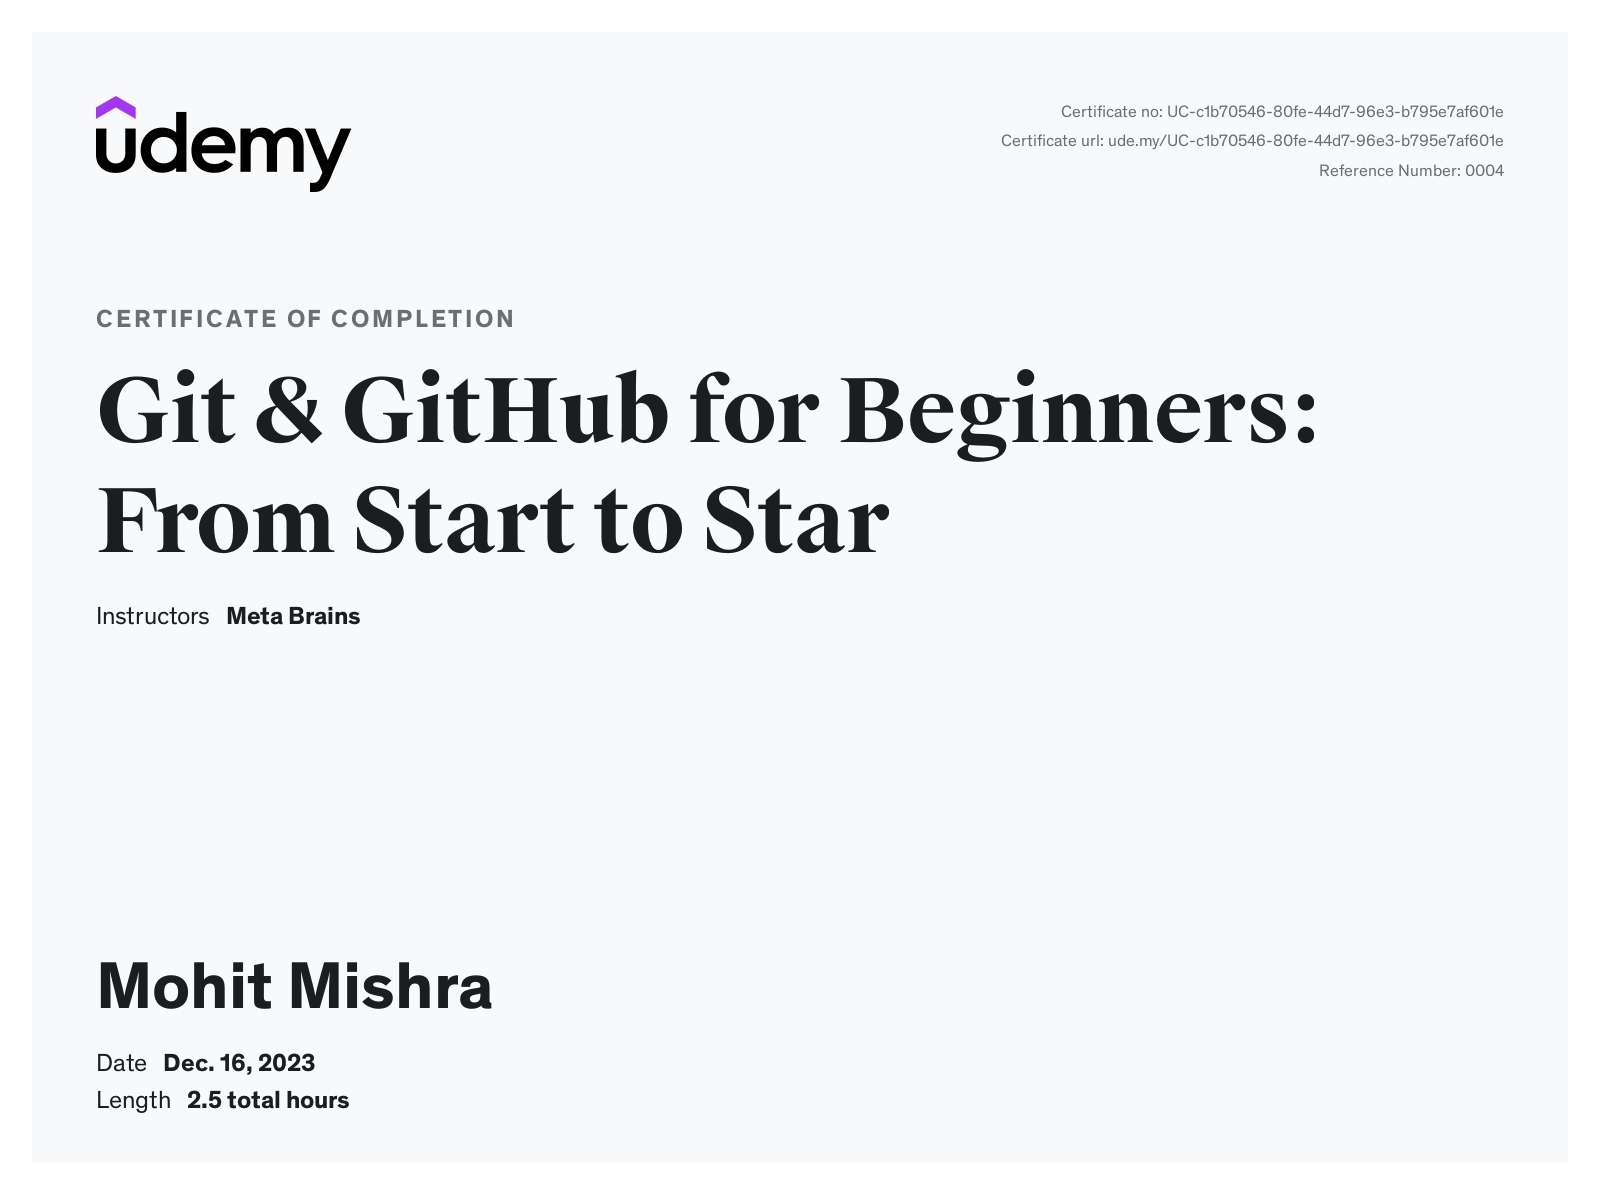 udemy
Certificate no: UC-c1b70546-80fe-44d7-96e3-b795e7af601e
Certificate url: ude.my/UC-c1b70546-80fe-44d7-96e3-b795e7af601e
Reference Number: 0004
CERTIFICATE OF COMPLETION
Git & GitHub for Beginners:
From Start to Star
Instructors Meta Brains
Mohit Mishra
Date Dec. 16, 2023
Length 2.5 total hours